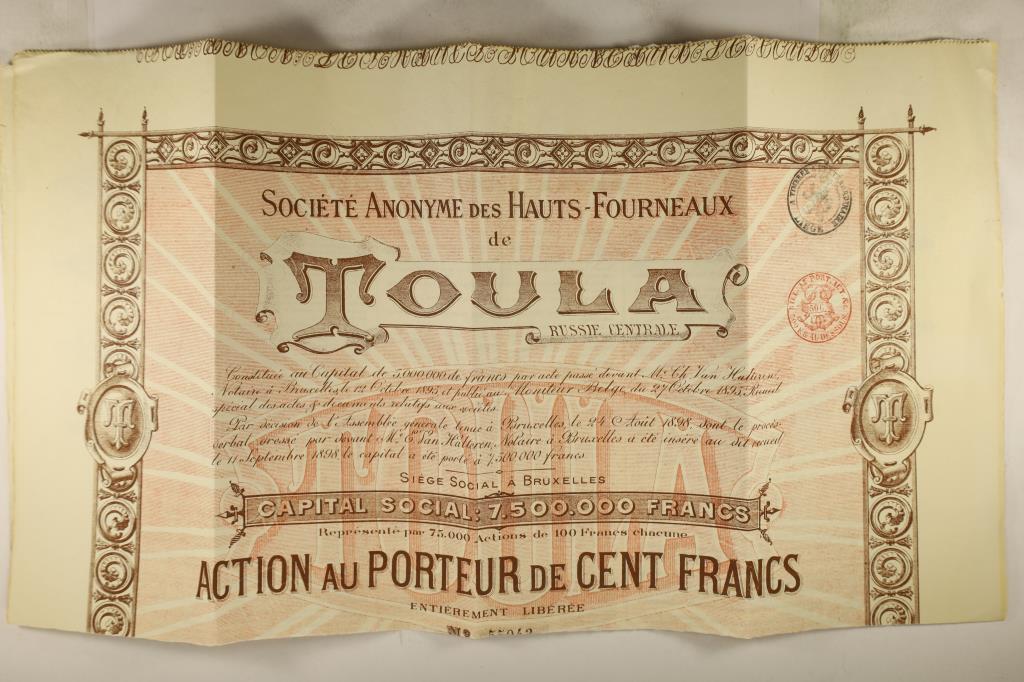 SOCIÉTÉ ANONYME DES HAUTS-FOURNEAUX
de
TOULA
RUSSIE CENTRALE
Constituée au Capital de 5.000.000 de francs par acte passé devant Me Ch. Van Halteren,
Notaire à Bruxelles, le 12 Octobre 1895 et publié au Moniteur Belge du 27 Octobre 1895, Recueil
spécial des actes & documents relatifs aux sociétés.
Par décision de l'Assemblée générale tenue à Bruxelles le 24 Août 1898, dont le procès-
verbal dressé par devant Me E. Van Halteren, Notaire à Bruxelles a été inséré au dit recueil
le 11 Septembre 1898 le capital a été porté à 7.500.000 francs
SIÈGE SOCIAL À BRUXELLES
CAPITAL SOCIAL: 7.500.000 FRANCS
Représenté par 75.000 Actions de 100 Francs chacune
ACTION AU PORTEUR DE CENT FRANCS
ENTIÈREMENT LIBÉRÉE
No 55042
TOULA